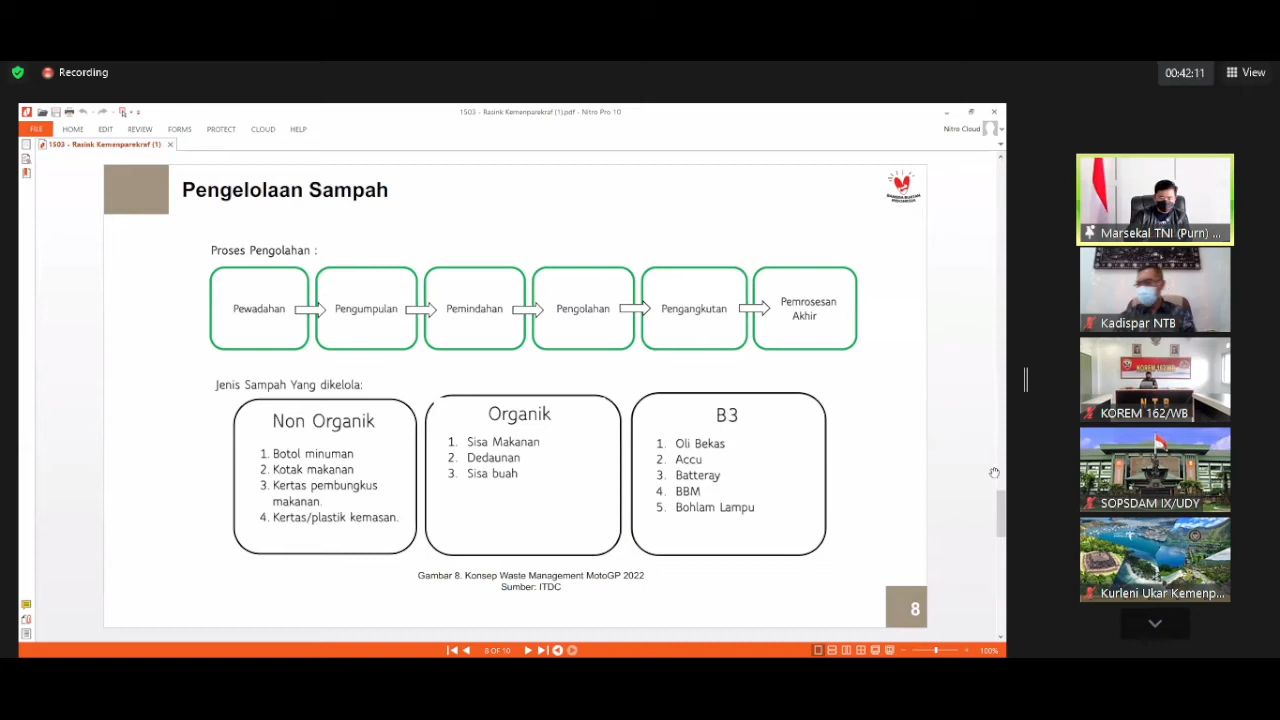 Recording
00:42:11
View
1503 - Rasink Kemenparekraf (1).pdf - Nitro Pro 10
FILE HOME EDIT REVIEW FORMS PROTECT CLOUD HELP
Nitro Cloud
1503 - Rasink Kemenparekraf (1)
Pengelolaan Sampah
Proses Pengolahan :
Pewadahan
Pengumpulan
Pemindahan
Pengolahan
Pengangkutan
Pemrosesan
Akhir
Jenis Sampah Yang dikelola:
Non Organik
1. Botol minuman
2. Kotak makanan
3. Kertas pembungkus
makanan.
4. Kertas/plastik kemasan.
Organik
1. Sisa Makanan
2. Dedaunan
3. Sisa buah
B3
1. Oli Bekas
2. Accu
3. Batteray
4. BBM
5. Bohlam Lampu
Gambar 8. Konsep Waste Management MotoGP 2022
Sumber: ITDC
8
8 OF 10
100%
Marsekal TNI (Purn) ...
Kadispar NTB
KOREM 162/WB
N T B
KOREM 162/WB
SOPSDAM IX/UDY
Kurleni Ukar Kemenp...